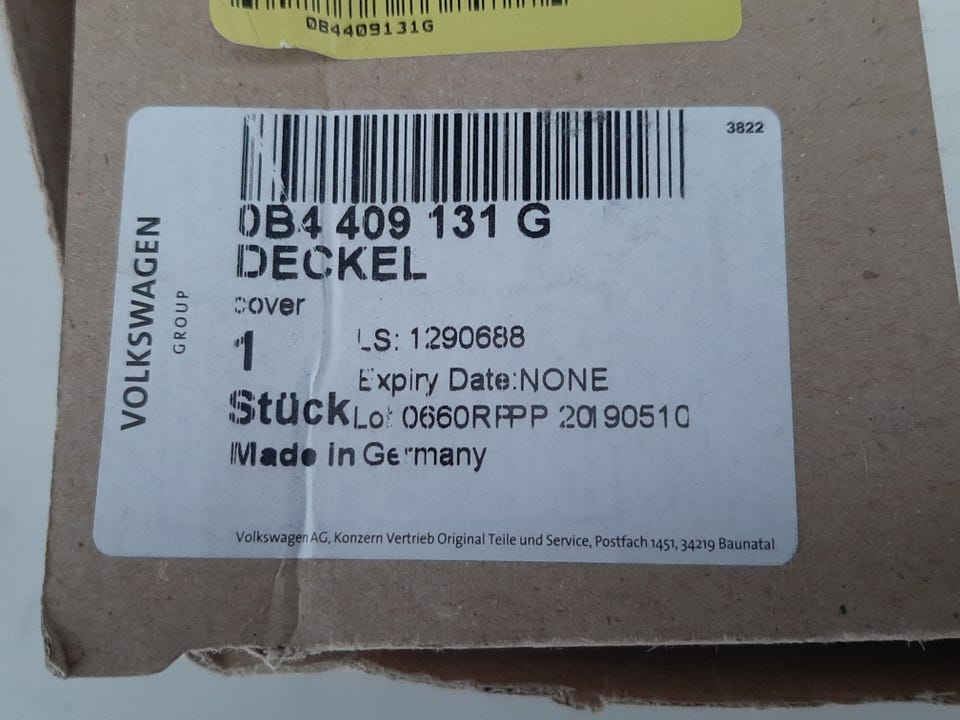 0B4409131G
3822
0B4 409 131 G
DECKEL
cover
1
LS: 1290688
Expiry Date:NONE
Stück
Lot 0660RPPP 20190510
Made in Germany
Volkswagen AG, Konzern Vertrieb Original Teile und Service, Postfach 1451, 34219 Baunatal
VOLKSWAGEN
GROUP